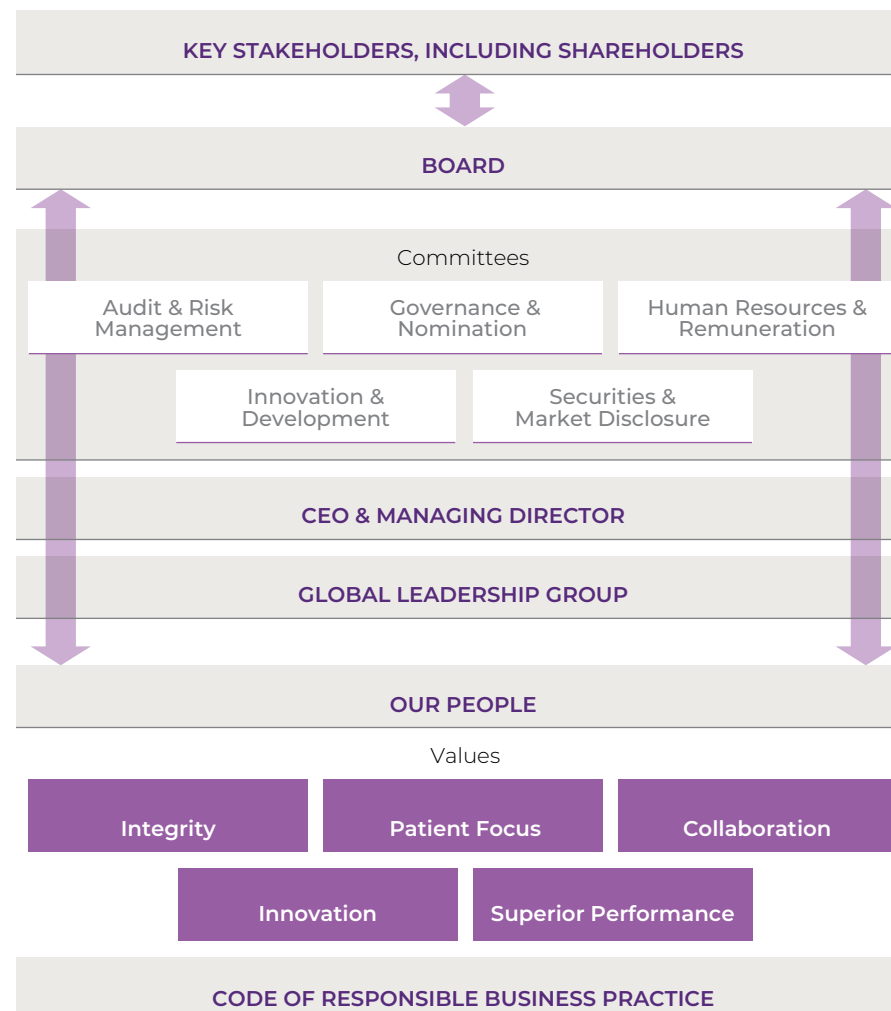 KEY STAKEHOLDERS, INCLUDING SHAREHOLDERS
BOARD
Committees
Audit & Risk
Management
Governance &
Nomination
Human Resources &
Remuneration
Innovation &
Development
Securities &
Market Disclosure
CEO & MANAGING DIRECTOR
GLOBAL LEADERSHIP GROUP
OUR PEOPLE
Values
Integrity
Patient Focus
Collaboration
Innovation
Superior Performance
CODE OF RESPONSIBLE BUSINESS PRACTICE